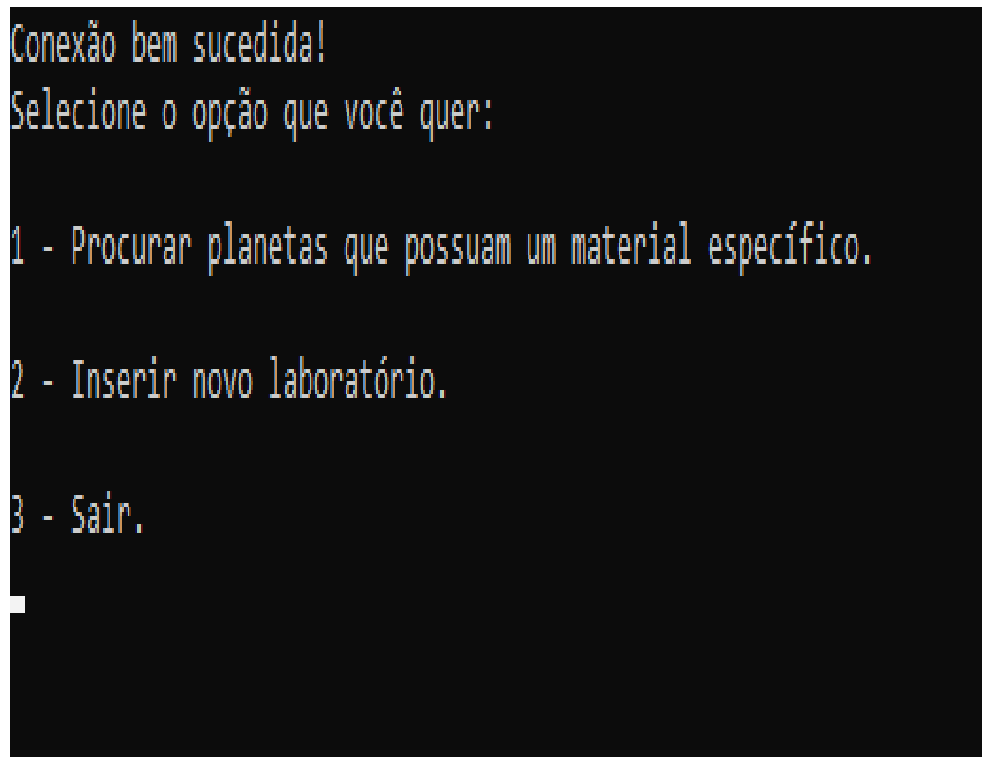 Conexão bem sucedida!
Selecione o opção que você quer:
1 - Procurar planetas que possuam um material específico.
2 - Inserir novo laboratório.
3 - Sair.